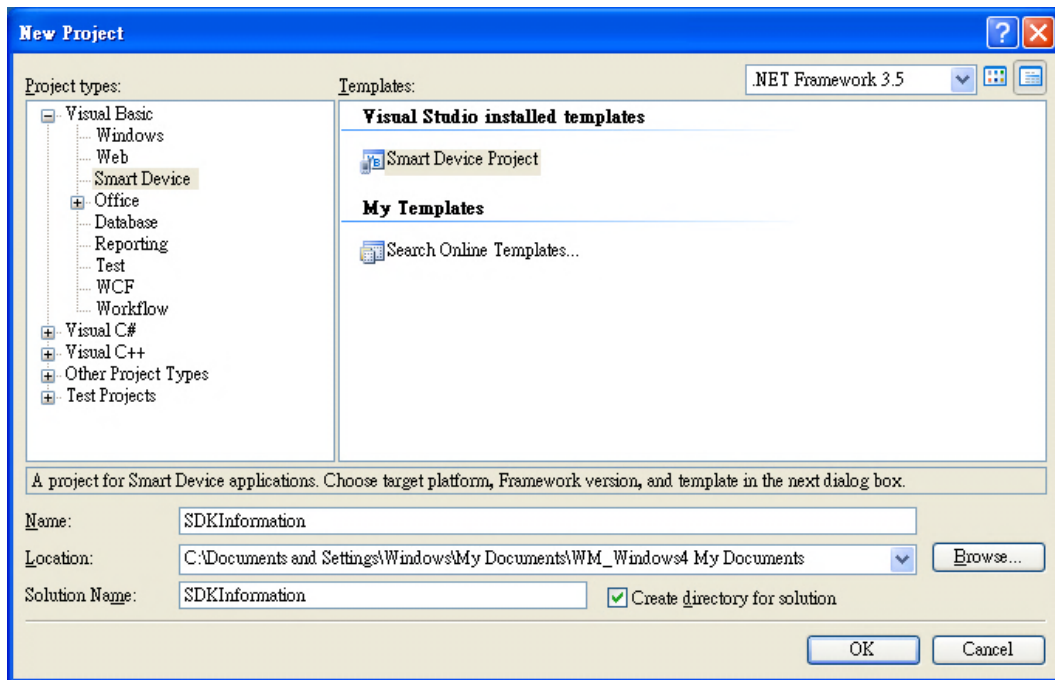 New Project
Project types:
Templates:
.NET Framework 3.5
Visual Basic
Windows
Web
Smart Device
Office
Database
Reporting
Test
WCF
Workflow
Visual C#
Visual C++
Other Project Types
Test Projects
Visual Studio installed templates
Smart Device Project
My Templates
Search Online Templates...
A project for Smart Device applications. Choose target platform, Framework version, and template in the next dialog box.
Name:
SDKInformation
Location:
C:\Documents and Settings\Windows\My Documents\WM_Windows4 My Documents
Browse...
Solution Name:
SDKInformation
Create directory for solution
OK
Cancel